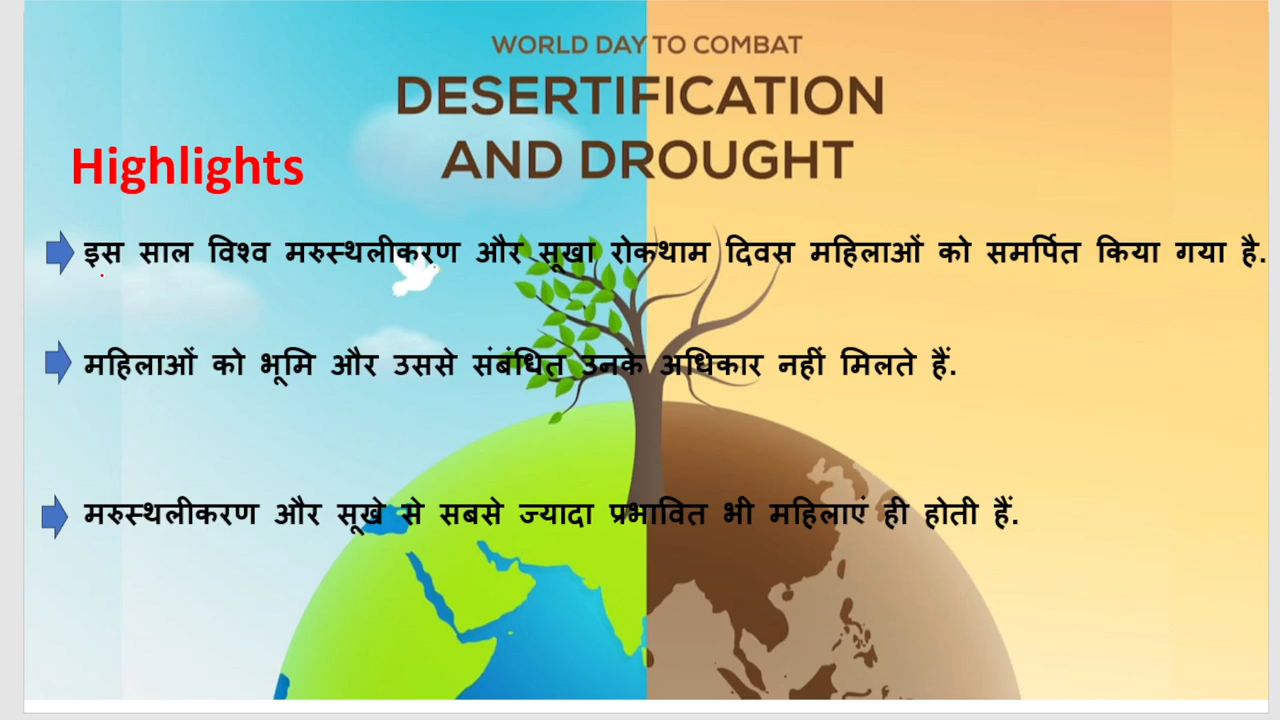 WORLD DAY TO COMBAT
DESERTIFICATION
AND DROUGHT
Highlights
इस साल विश्व मरुस्थलीकरण और सूखा रोकथाम दिवस महिलाओं को समर्पित किया गया है.
महिलाओं को भूमि और उससे संबंधित उनके अधिकार नहीं मिलते हैं.
मरुस्थलीकरण और सूखे से सबसे ज्यादा प्रभावित भी महिलाएं ही होती हैं.